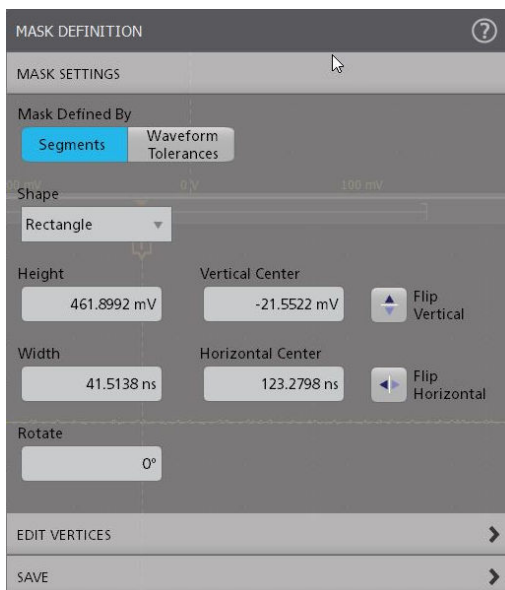 MASK DEFINITION
?
MASK SETTINGS
Mask Defined By
Segments
Waveform
Tolerances
0 V
100 mV
Shape
Rectangle
Height
Vertical Center
461.8992 mV
-21.5522 mV
Flip
Vertical
Width
Horizontal Center
41.5138 ns
123.2798 ns
Flip
Horizontal
Rotate
0°
EDIT VERTICES
SAVE